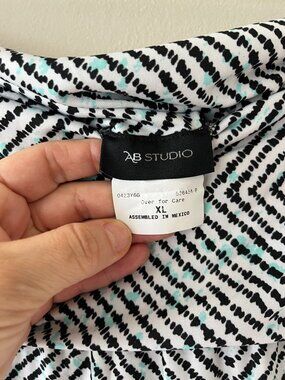 AB STUDIO
Over for Care
XL
ASSEMBLED IN MEXICO